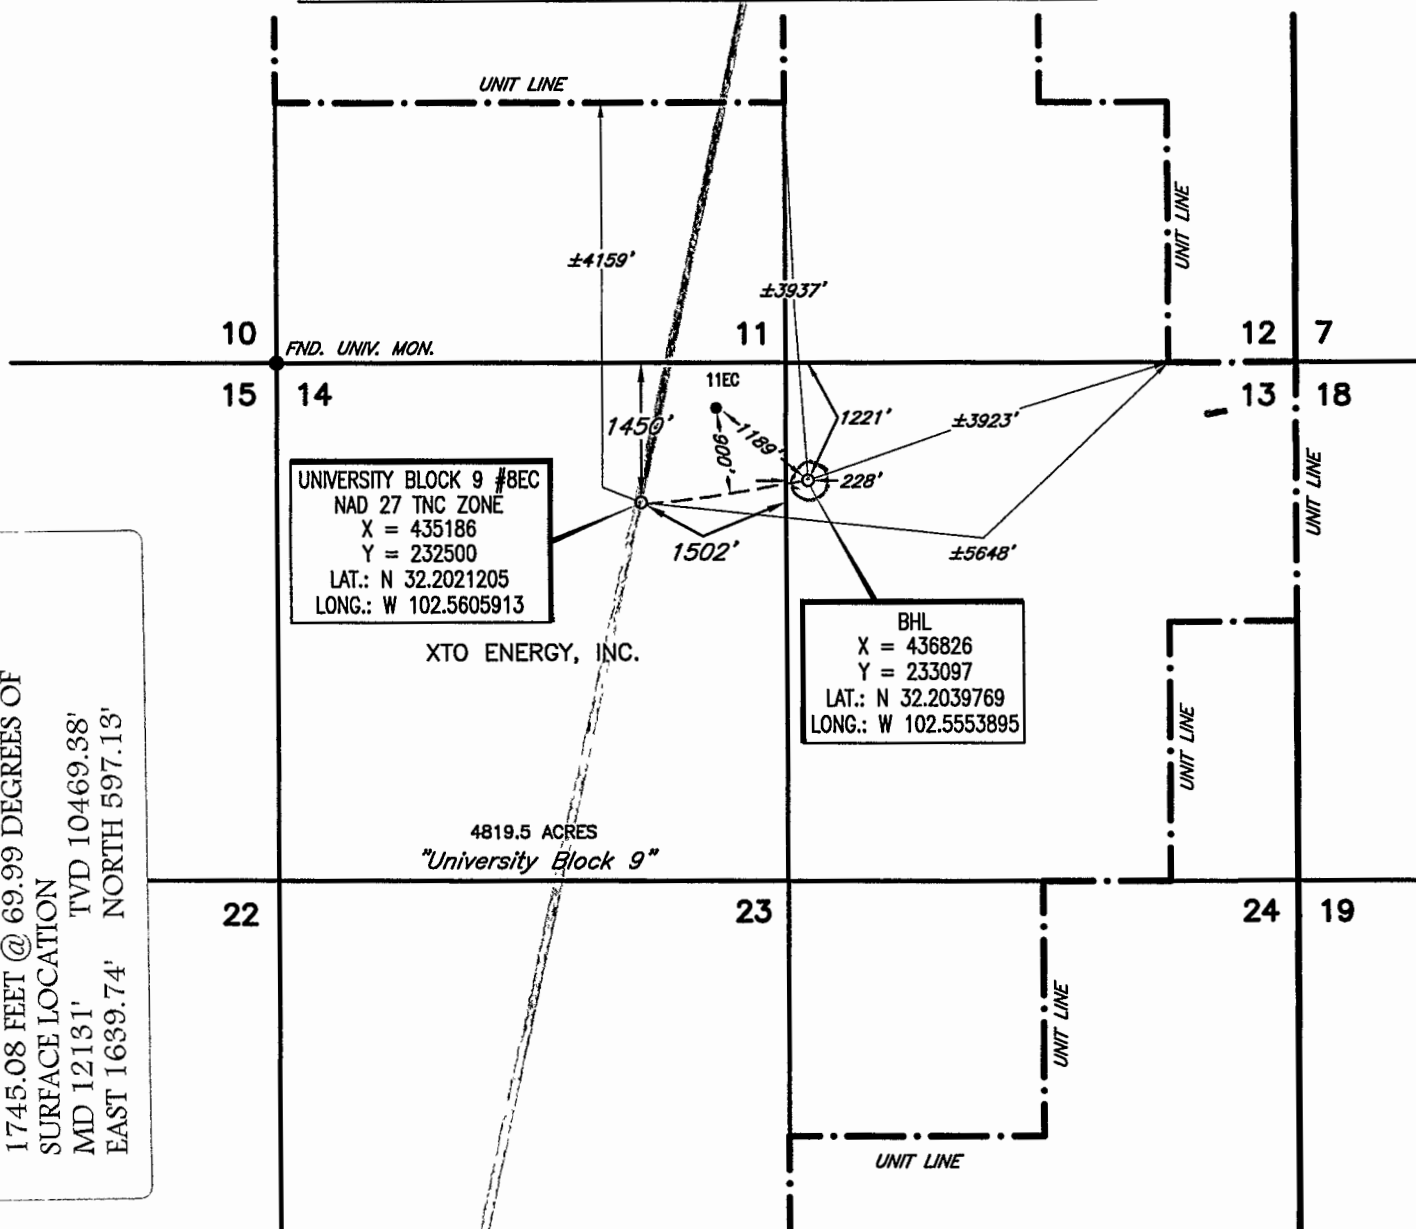 UNIT LINE
UNIT LINE
±4159'
±3937'
10
FND. UNIV. MON.
11
12
7
15
14
11EC
13
18
1450'
1189'
900'
1221'
±3923'
228'
UNIVERSITY BLOCK 9 #8EC
NAD 27 TNC ZONE
X = 435186
Y = 232500
LAT.: N 32.2021205
LONG.: W 102.5605913
1502'
±5648'
UNIT LINE
BHL
X = 436826
Y = 233097
LAT.: N 32.2039769
LONG.: W 102.5553895
XTO ENERGY, INC.
UNIT LINE
4819.5 ACRES
"University Block 9"
22
23
24
19
UNIT LINE
UNIT LINE
1745.08 FEET @ 69.99 DEGREES OF
SURFACE LOCATION
MD 12131' TVD 10469.38'
EAST 1639.74' NORTH 597.13'